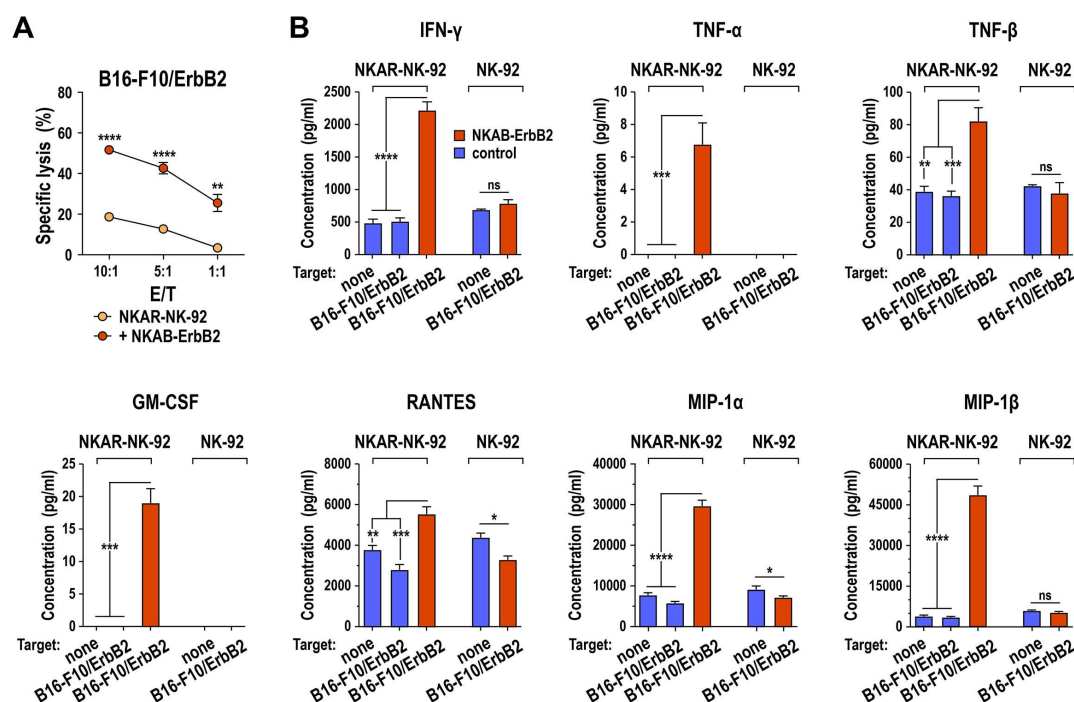 A
B16-F10/ErbB2
Specific lysis (%)
80
60
40
20
0
****
****
**
10:1 5:1 1:1
E/T
NKAR-NK-92
+ NKAB-ErbB2
B
IFN-γ
NKAR-NK-92 NK-92
Concentration (pg/ml)
2500
2000
1500
1000
500
0
NKAB-ErbB2
control
****
ns
Target:
none
B16-F10/ErbB2
B16-F10/ErbB2
none
B16-F10/ErbB2
TNF-α
NKAR-NK-92 NK-92
Concentration (pg/ml)
8
6
4
2
0
***
none
B16-F10/ErbB2
B16-F10/ErbB2
none
B16-F10/ErbB2
TNF-β
NKAR-NK-92 NK-92
Concentration (pg/ml)
100
80
60
40
20
0
** ***
ns
none
B16-F10/ErbB2
B16-F10/ErbB2
none
B16-F10/ErbB2
GM-CSF
NKAR-NK-92 NK-92
Concentration (pg/ml)
25
20
15
10
5
0
***
Target:
none
B16-F10/ErbB2
B16-F10/ErbB2
none
B16-F10/ErbB2
RANTES
NKAR-NK-92 NK-92
Concentration (pg/ml)
8000
6000
4000
2000
0
** ***
*
Target:
none
B16-F10/ErbB2
B16-F10/ErbB2
none
B16-F10/ErbB2
MIP-1α
NKAR-NK-92 NK-92
Concentration (pg/ml)
40000
30000
20000
10000
0
****
*
none
B16-F10/ErbB2
B16-F10/ErbB2
none
B16-F10/ErbB2
MIP-1β
NKAR-NK-92 NK-92
Concentration (pg/ml)
60000
45000
30000
15000
0
****
ns
none
B16-F10/ErbB2
B16-F10/ErbB2
none
B16-F10/ErbB2